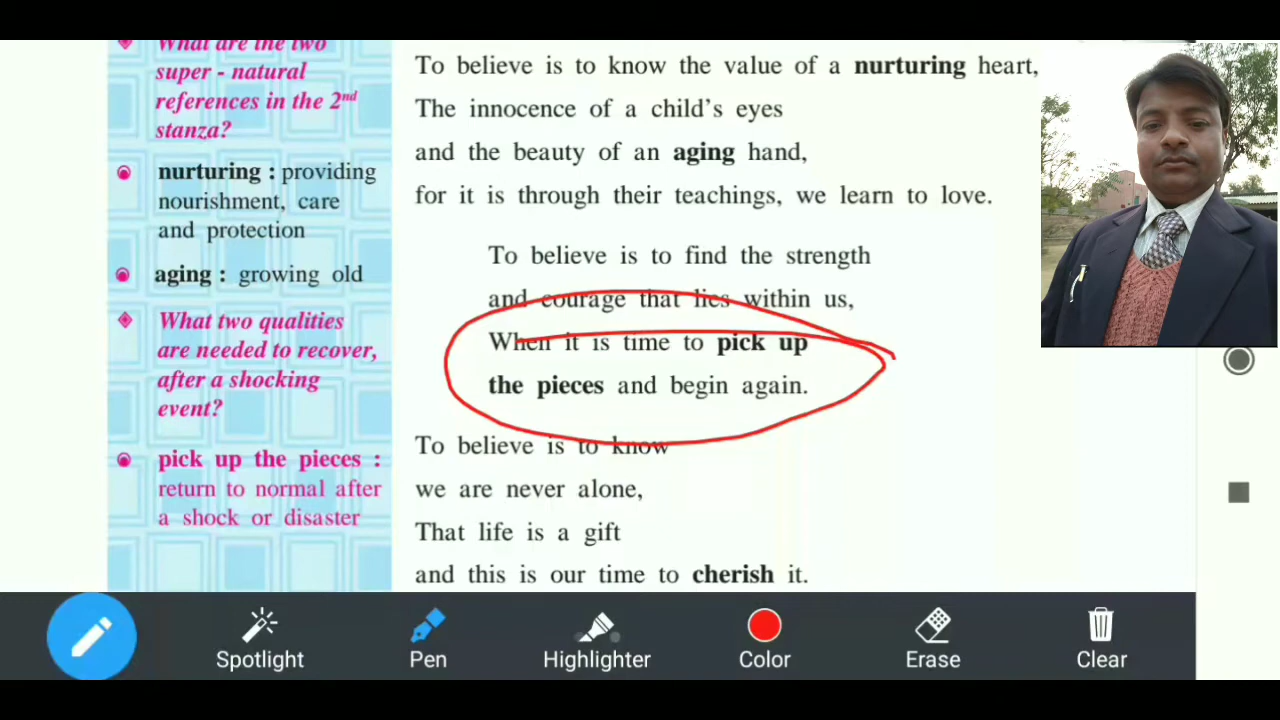 What are the two
super - natural
references in the 2nd
stanza?
nurturing : providing
nourishment, care
and protection
aging : growing old
What two qualities
are needed to recover,
after a shocking
event?
pick up the pieces :
return to normal after
a shock or disaster
To believe is to know the value of a nurturing heart,
The innocence of a child's eyes
and the beauty of an aging hand,
for it is through their teachings, we learn to love.
To believe is to find the strength
and courage that lies within us,
When it is time to pick up
the pieces and begin again.
To believe is to know
we are never alone,
That life is a gift
and this is our time to cherish it.
Spotlight
Pen
Highlighter
Color
Erase
Clear